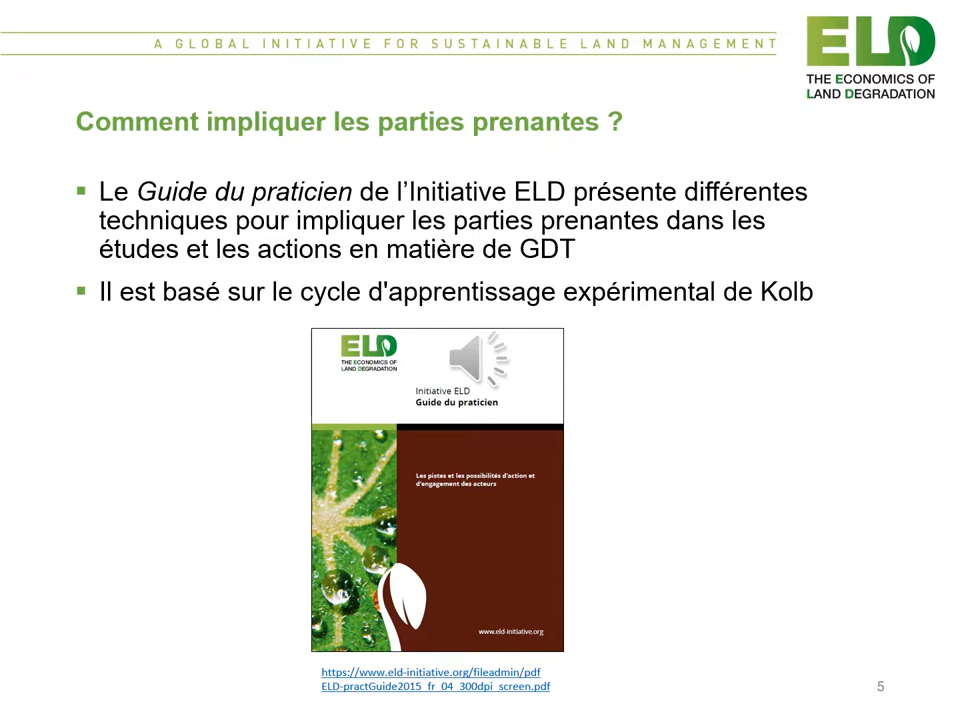 A GLOBAL INITIATIVE FOR SUSTAINABLE LAND MANAGEMENT
ELD
THE ECONOMICS OF
LAND DEGRADATION
Comment impliquer les parties prenantes ?
Le Guide du praticien de l’Initiative ELD présente différentes
techniques pour impliquer les parties prenantes dans les
études et les actions en matière de GDT
Il est basé sur le cycle d'apprentissage expérimental de Kolb
ELD
THE ECONOMICS OF
LAND DEGRADATION
Initiative ELD
Guide du praticien
Les pistes et les possibilités d'action et
d'engagement des acteurs
www.eld-initiative.org
https://www.eld-initiative.org/fileadmin/pdf
ELD-practGuide2015_fr_04_300dpi_screen.pdf
5